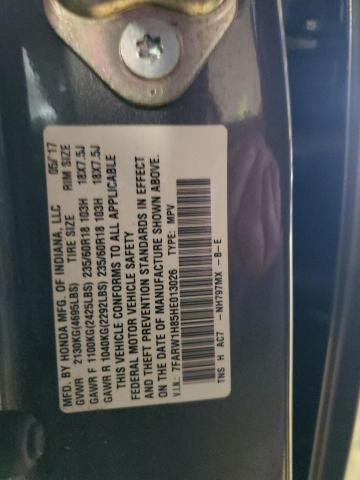 MFD. BY HONDA MFG. OF INDIANA, LLC 05/17
TIRE SIZE RIM SIZE
GVWR 2130KG(4695LBS)
GAWR F 1100KG(2425LBS) 235/60R18 103H 18X7.5J
GAWR R 1040KG(2292LBS) 235/60R18 103H 18X7.5J
THIS VEHICLE CONFORMS TO ALL APPLICABLE
FEDERAL MOTOR VEHICLE SAFETY
AND THEFT PREVENTION STANDARDS IN EFFECT
ON THE DATE OF MANUFACTURE SHOWN ABOVE.
V.I.N.: 7FARW1H85HE013026 TYPE: MPV
TNS H AC7 -NH797MX -B-E